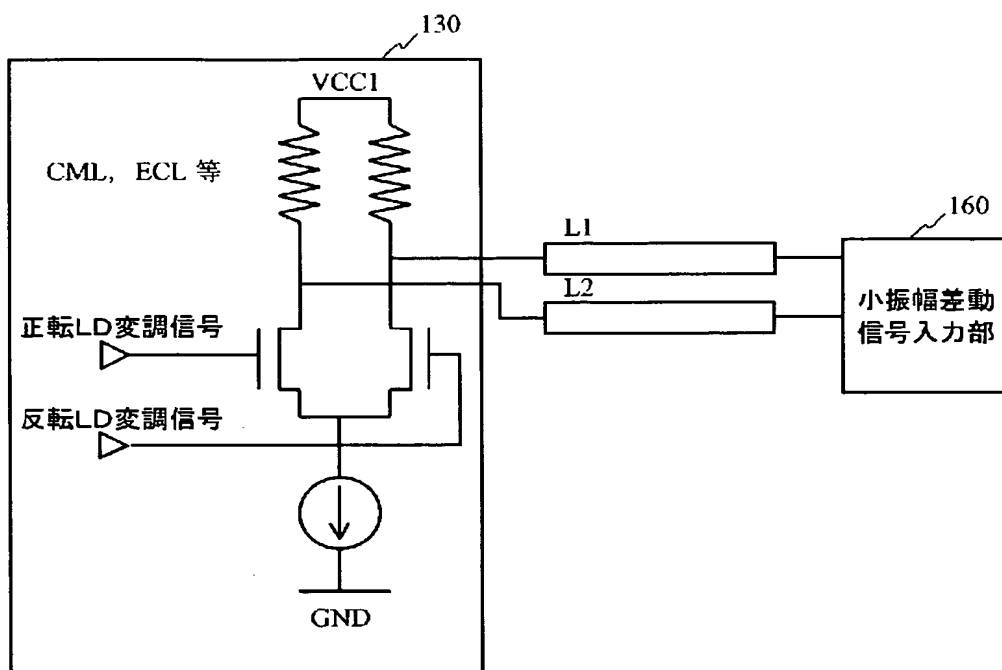 130
VCC1
CML, ECL 等
160
L1
L2
小振幅差動
信号入力部
正転LD変調信号
反転LD変調信号
GND